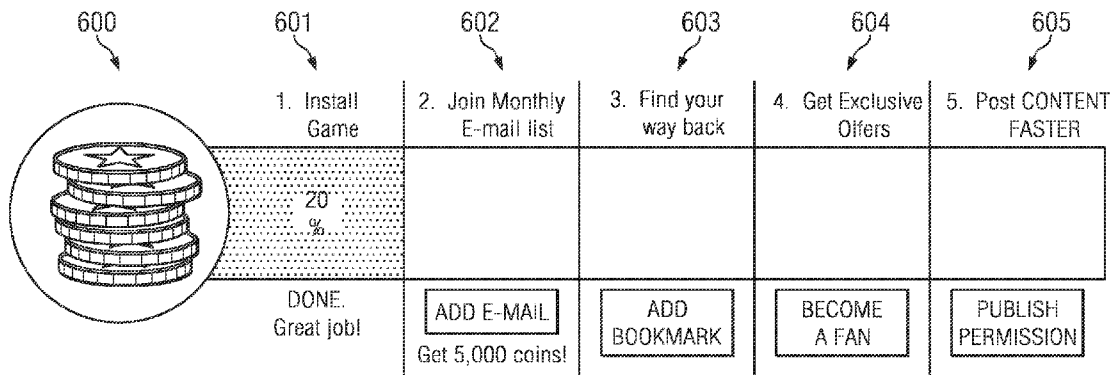 600
601
602
603
604
605
1. Install
Game
2. Join Monthly
E-mail list
3. Find your
way back
4. Get Exclusive
Olfers
5. Post CONTENT
FASTER
20
%
DONE.
Great job!
ADD E-MAIL
Get 5,000 coins!
ADD
BOOKMARK
BECOME
A FAN
PUBLISH
PERMISSION